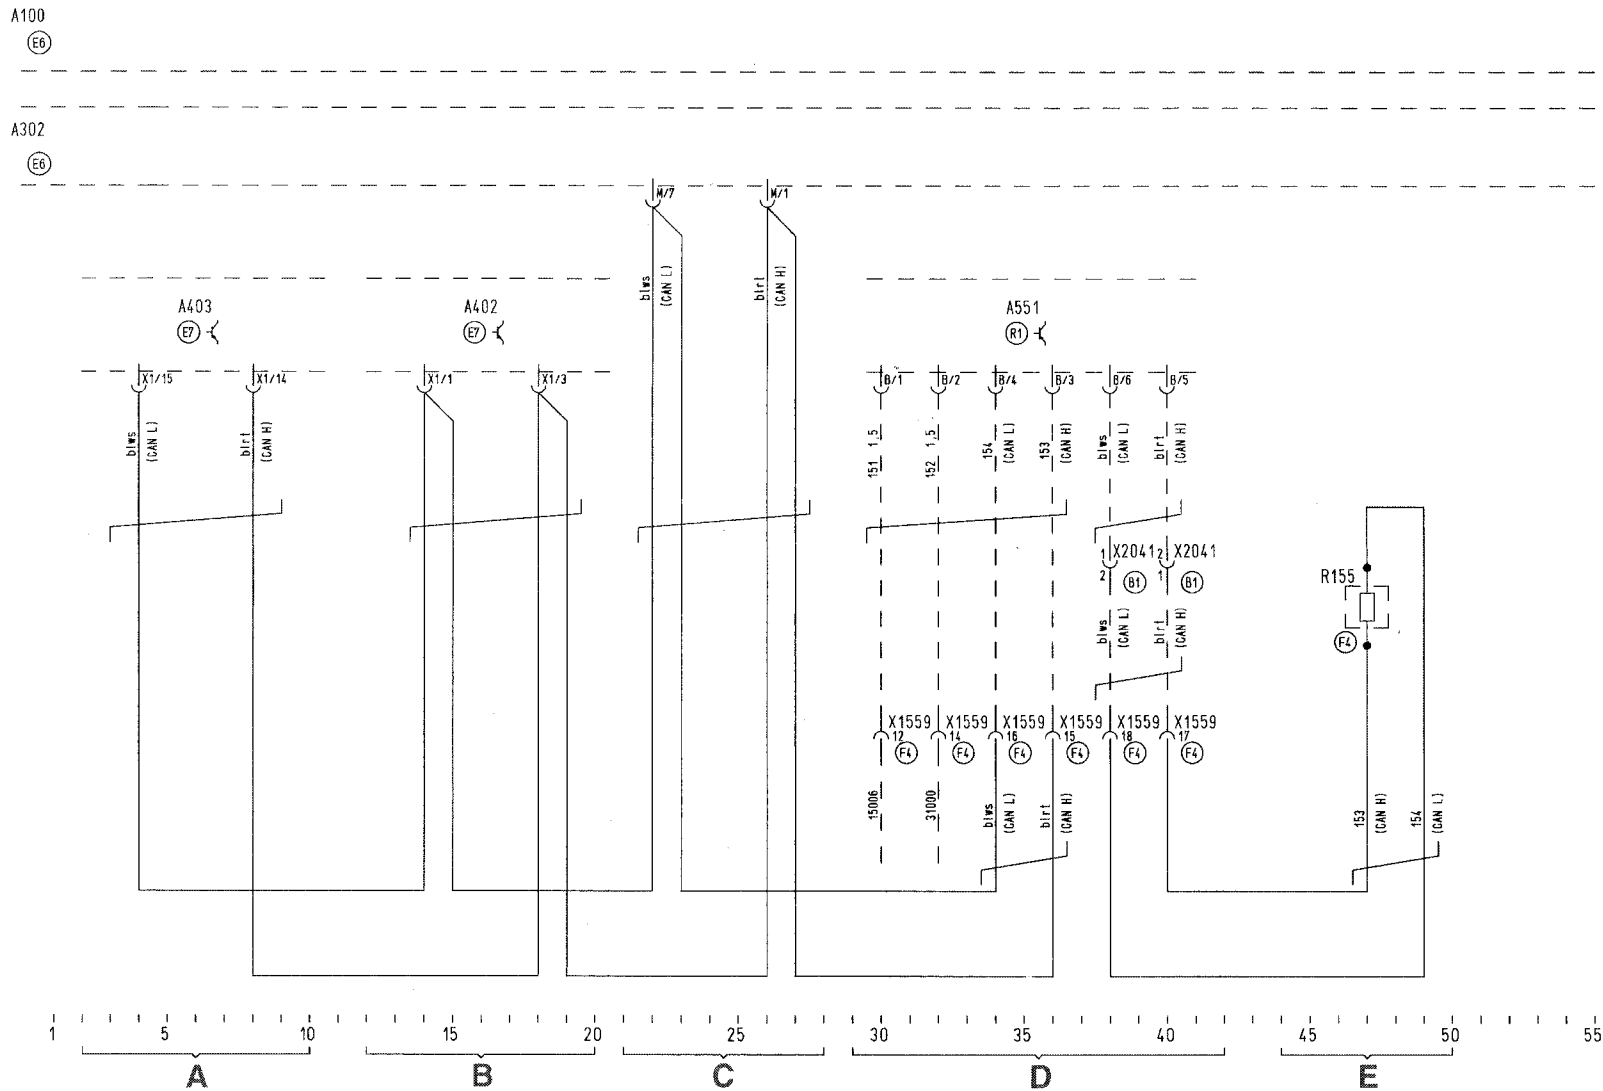 A100
E6
A302
E6
M/7
M/1
blws
(CAN L)
blrt
(CAN H)
A403
E7
A402
E7
A551
R1
X1/15
X1/14
X1/1
X1/3
B/1
B/2
B/4
B/3
B/6
B/5
blws
(CAN L)
blrt
(CAN H)
151 1,5
152 1,5
154
(CAN L)
153
(CAN H)
blws
(CAN L)
blrt
(CAN H)
1 X2041 2 X2041
2 B1 1 B1
R155
F4
blws
(CAN L)
blrt
(CAN H)
X1559 X1559 X1559 X1559 X1559 X1559
12 F4 14 F4 16 F4 15 F4 18 F4 17 F4
15006
31000
blws
(CAN L)
blrt
(CAN H)
153
(CAN H)
154
(CAN L)
1 5 10 15 20 25 30 35 40 45 50 55
A B C D E